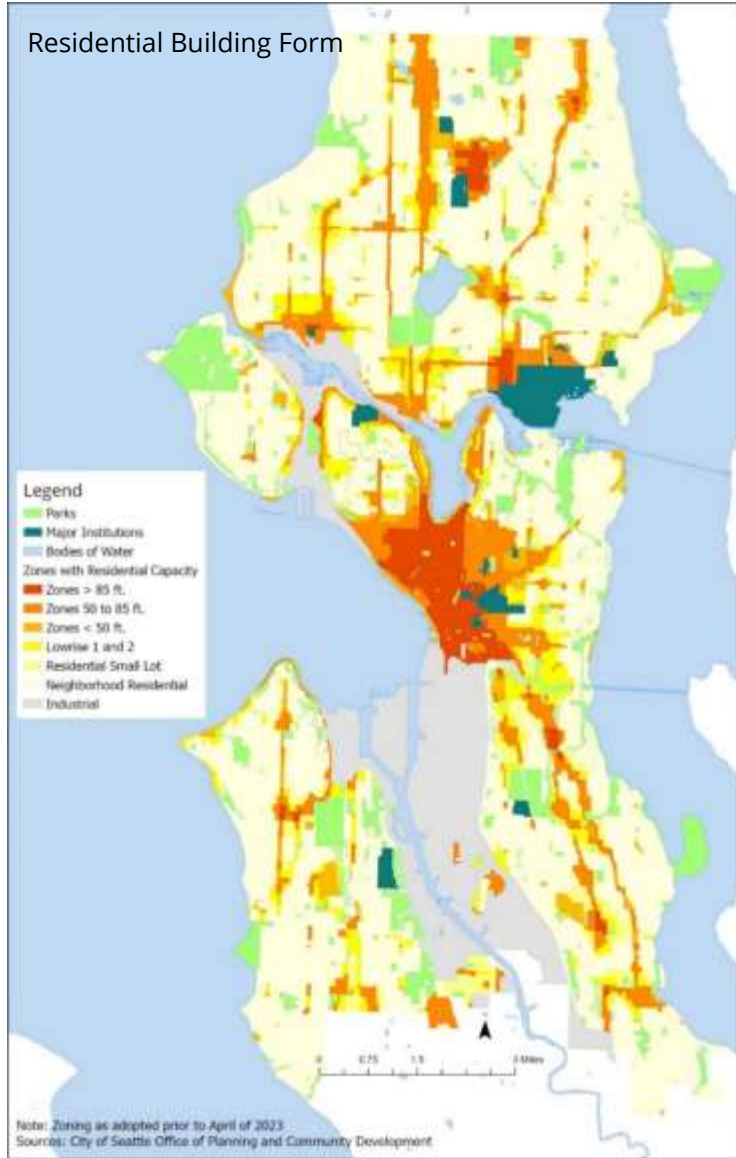 Residential Building Form
Legend
Parks
Major Institutions
Bodies of Water
Zones with Residential Capacity
Zones > 85 ft.
Zones 50 to 85 ft.
Zones < 50 ft.
Lowrise 1 and 2
Residential Small Lot
Neighborhood Residential
Industrial
0 0.75 1.5 3 Miles
Note: Zoning as adopted prior to April of 2023
Sources: City of Seattle Office of Planning and Community Development